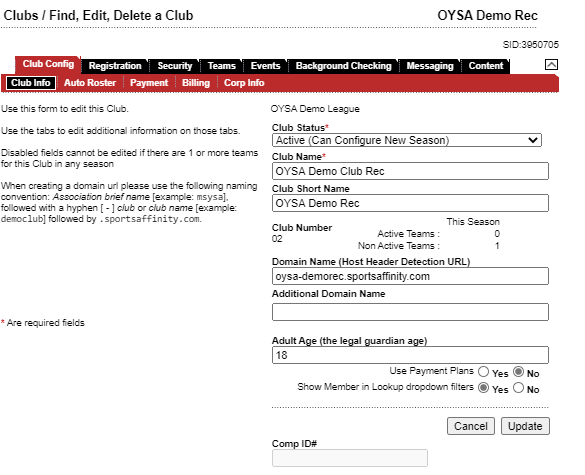 Clubs / Find, Edit, Delete a Club
OYSA Demo Rec
SID:3950705
Club Config Registration Security Teams Events Background Checking Messaging Content
Club Info Auto Roster Payment Billing Corp Info
Use this form to edit this Club.
Use the tabs to edit additional information on those tabs.
Disabled fields cannot be edited if there are 1 or more teams
for this Club in any season
When creating a domain url please use the following naming
convention: Association brief name [example: msysa],
followed with a hyphen [ - ] club or club name [example:
democlub] followed by .sportsaffinity.com.
* Are required fields
OYSA Demo League
Club Status*
Active (Can Configure New Season)
Club Name*
OYSA Demo Club Rec
Club Short Name
OYSA Demo Rec
Club Number
02
This Season
Active Teams : 0
Non Active Teams : 1
Domain Name (Host Header Detection URL)
oysa-demorec.sportsaffinity.com
Additional Domain Name
Adult Age (the legal guardian age)
18
Use Payment Plans Yes No
Show Member in Lookup dropdown filters Yes No
Cancel Update
Comp ID#